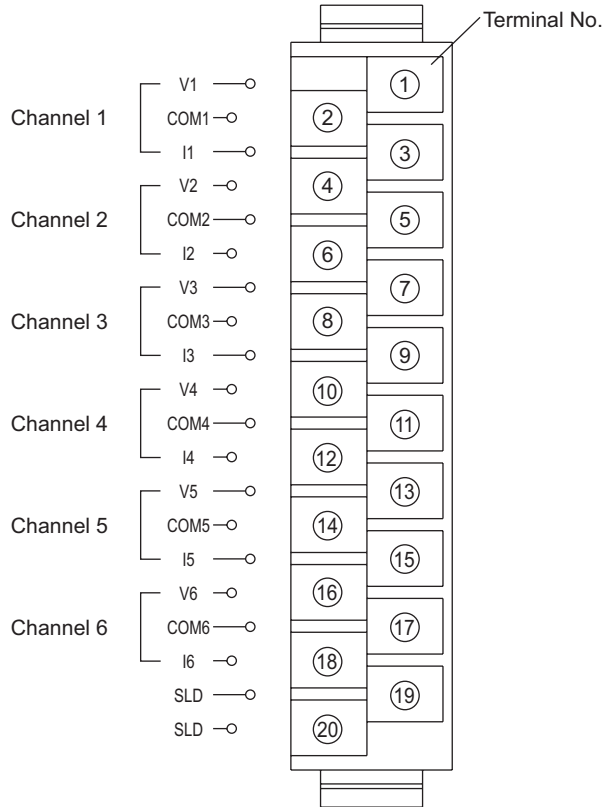 Terminal No.
V1
①
Channel 1
COM1
②
I1
③
V2
④
Channel 2
COM2
⑤
I2
⑥
V3
⑦
Channel 3
COM3
⑧
I3
⑨
V4
⑩
Channel 4
COM4
⑪
I4
⑫
V5
⑬
Channel 5
COM5
⑭
I5
⑮
V6
⑯
Channel 6
COM6
⑰
I6
⑱
SLD
⑲
SLD
⑳